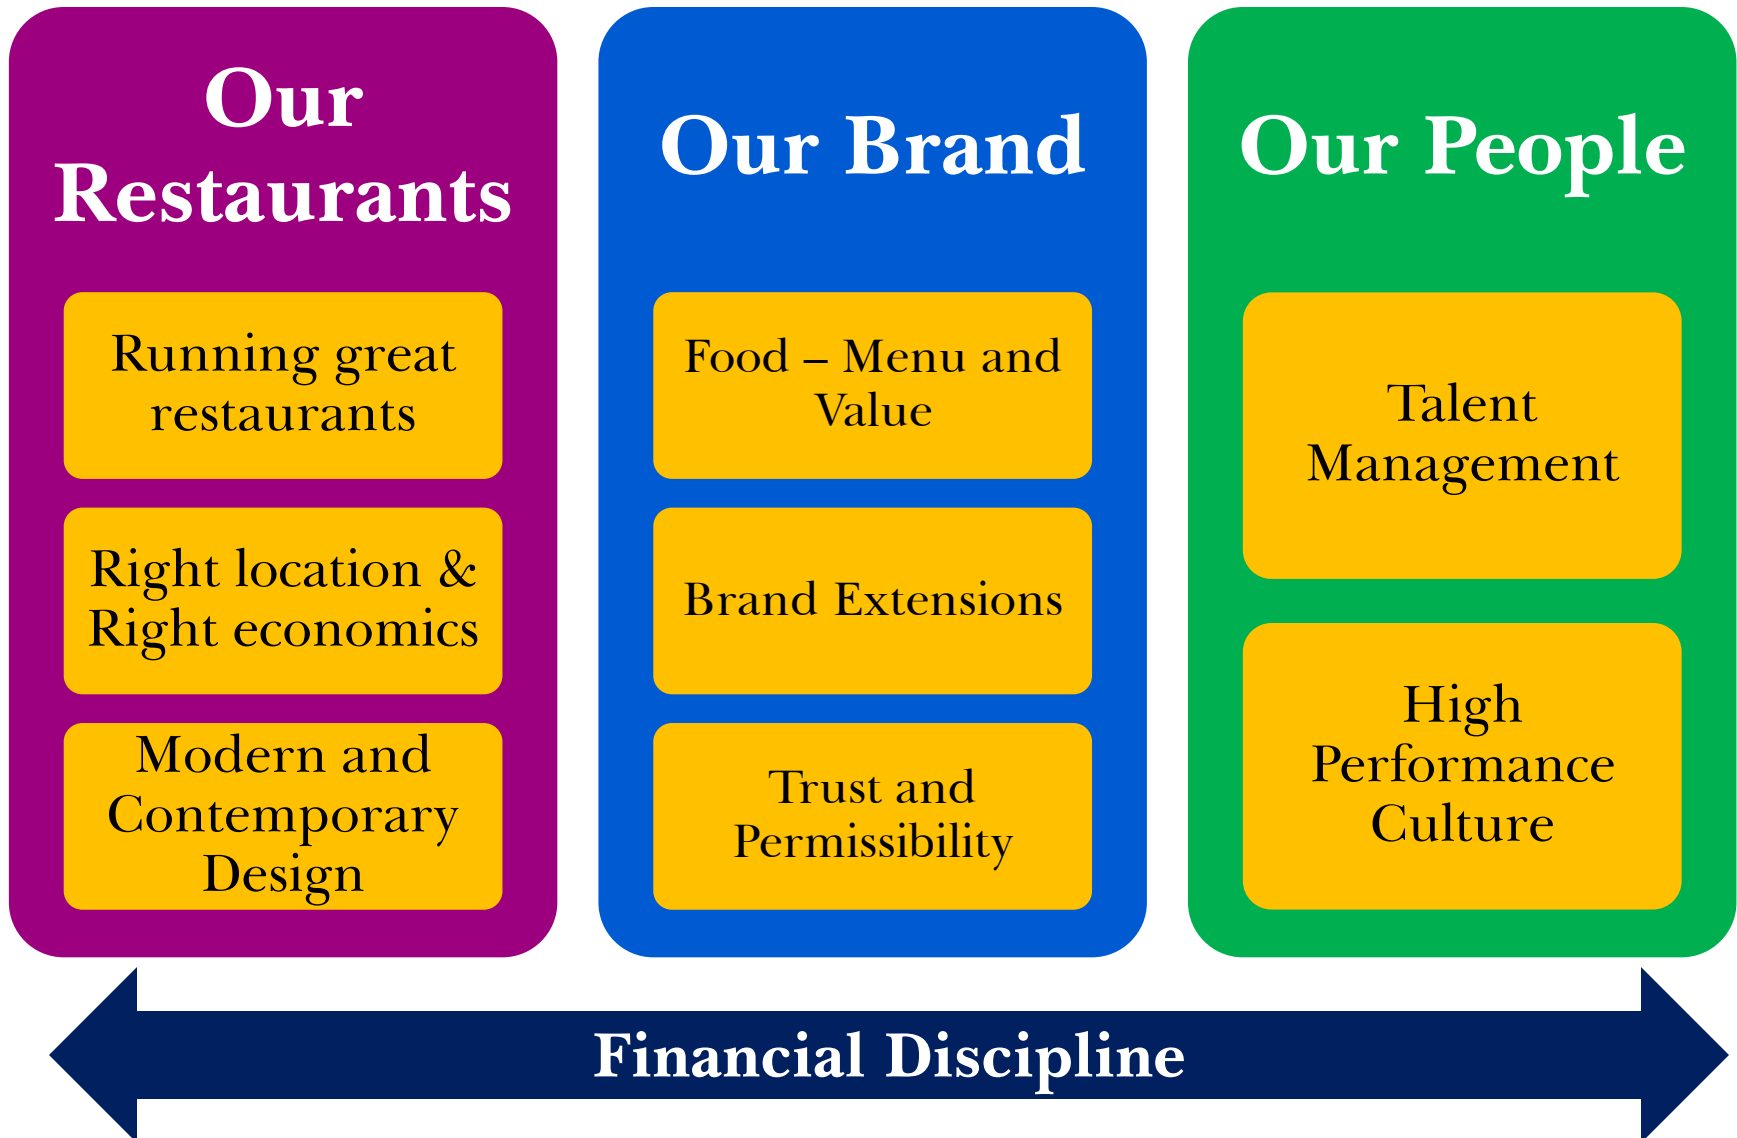 Our
Restaurants
Running great
restaurants
Right location &
Right economics
Modern and
Contemporary
Design
Our Brand
Food – Menu and
Value
Brand Extensions
Trust and
Permissibility
Our People
Talent
Management
High
Performance
Culture
Financial Discipline